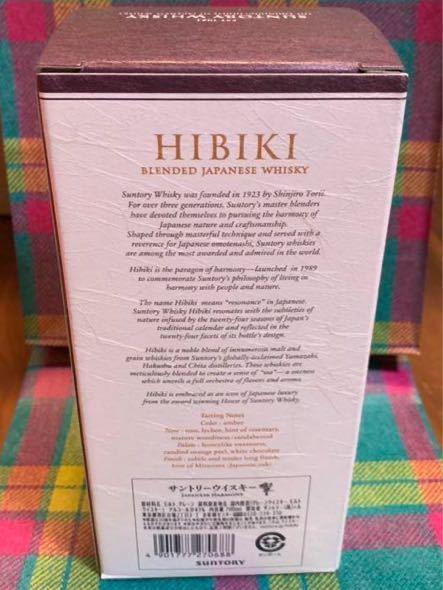 SUNTORY WHISKY
HIBIKI
BLENDED JAPANESE WHISKY
Suntory Whisky was founded in 1923 by Shinjiro Torii.
For over three generations, Suntory's master blenders
have devoted themselves to pursuing the harmony of
Japanese nature and craftsmanship.
Shaped through masterful technique and served with a
reverence for Japanese omotenashi, Suntory whiskies
are among the most awarded and admired in the world.
Hibiki is the paragon of harmony—launched in 1989
to commemorate Suntory's philosophy of living in
harmony with people and nature.
The name Hibiki means "resonance" in Japanese.
Suntory Whisky Hibiki resonates with the subtleties of
nature infused by the twenty-four seasons of Japan's
traditional calendar and reflected in the
twenty-four facets of its bottle's design.
Hibiki is a noble blend of innumerous malt and
grain whiskies from Suntory's globally-acclaimed Yamazaki,
Hakushu and Chita distilleries. These whiskies are
meticulously blended to create a sense of "wa"—a oneness
which unveils a full orchestra of flavors and aroma.
Hibiki is embraced as an icon of Japanese luxury
from the award winning House of Suntory Whisky.
Tasting Notes
Color : amber
Nose : rose, lychee, hint of rosemary,
mature woodiness, sandalwood
Palate : honeylike sweetness,
candied orange peel, white chocolate
Finish : subtle and tender long finish,
hint of Mizunara (Japanese oak)
サントリーウイスキー 響
JAPANESE HARMONY
4 901777 270688
SUNTORY